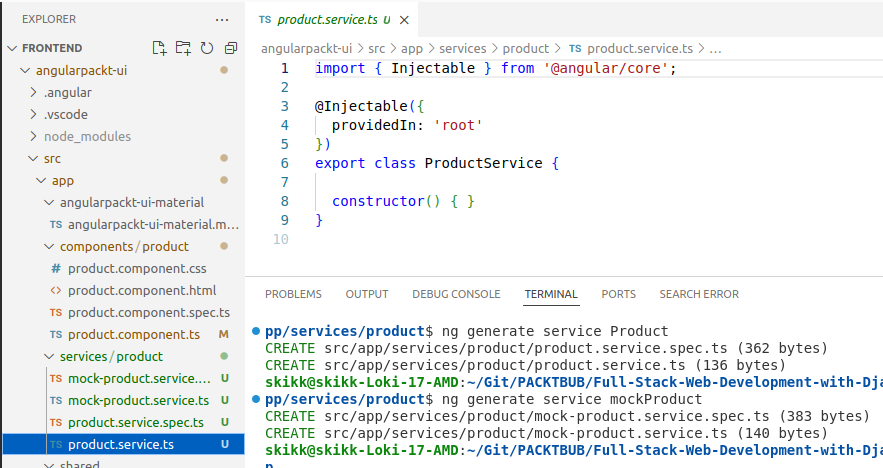 EXPLORER
...
FRONTEND
angularpackt-ui
.angular
.vscode
node_modules
src
app
angularpackt-ui-material
TS angularpackt-ui-material.m...
components/product
# product.component.css
<> product.component.html
TS product.component.spec.ts
TS product.component.ts M
services/product
TS mock-product.service.... U
TS mock-product.service.ts U
TS product.service.spec.ts U
TS product.service.ts U
shared
TS product.service.ts U ×
angularpackt-ui > src > app > services > product > TS product.service.ts > ...
1 import { Injectable } from '@angular/core';
2
3 @Injectable({
4 providedIn: 'root'
5 })
6 export class ProductService {
7
8 constructor() { }
9 }
10
PROBLEMS OUTPUT DEBUG CONSOLE TERMINAL PORTS SEARCH ERROR
pp/services/product$ ng generate service Product
CREATE src/app/services/product/product.service.spec.ts (362 bytes)
CREATE src/app/services/product/product.service.ts (136 bytes)
skikk@skikk-Loki-17-AMD:~/Git/PACKTBUB/Full-Stack-Web-Development-with-Dja
pp/services/product$ ng generate service mockProduct
CREATE src/app/services/product/mock-product.service.spec.ts (383 bytes)
CREATE src/app/services/product/mock-product.service.ts (140 bytes)
skikk@skikk-Loki-17-AMD:~/Git/PACKTBUB/Full-Stack-Web-Development-with-Dja